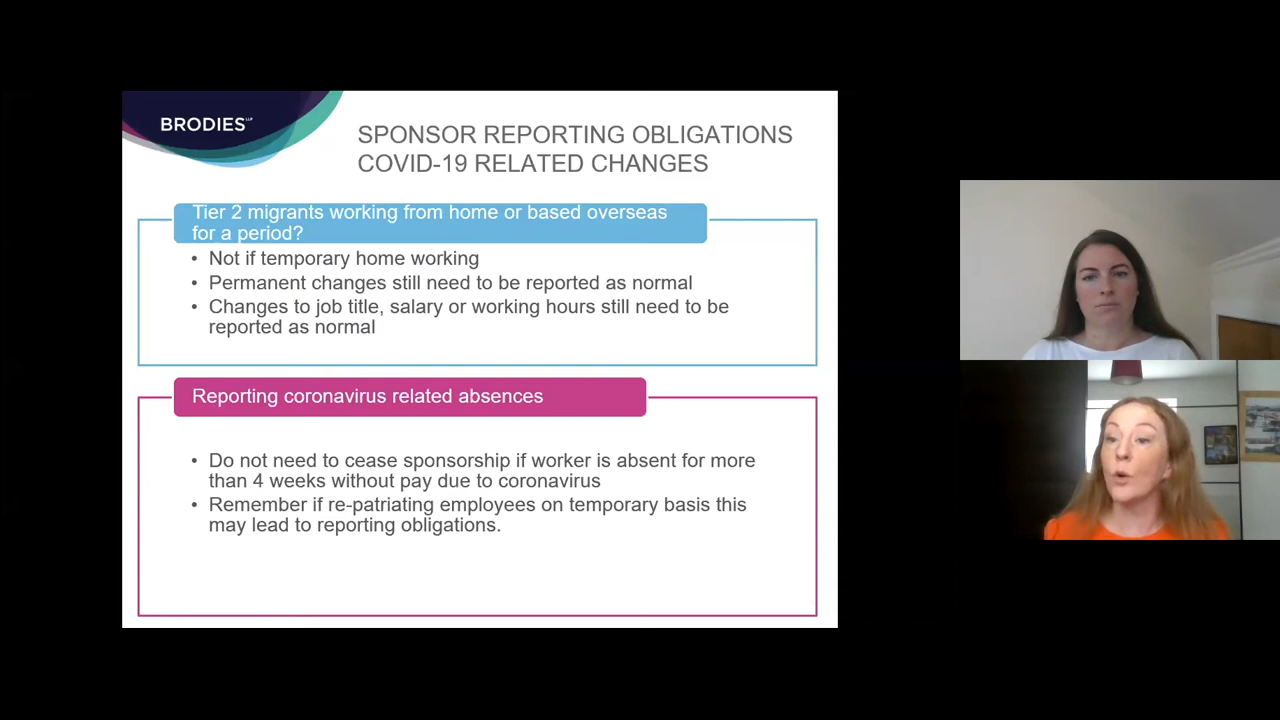 BRODIES LLP
SPONSOR REPORTING OBLIGATIONS
COVID-19 RELATED CHANGES
Tier 2 migrants working from home or based overseas
for a period?
• Not if temporary home working
• Permanent changes still need to be reported as normal
• Changes to job title, salary or working hours still need to be
reported as normal
Reporting coronavirus related absences
• Do not need to cease sponsorship if worker is absent for more
than 4 weeks without pay due to coronavirus
• Remember if re-patriating employees on temporary basis this
may lead to reporting obligations.